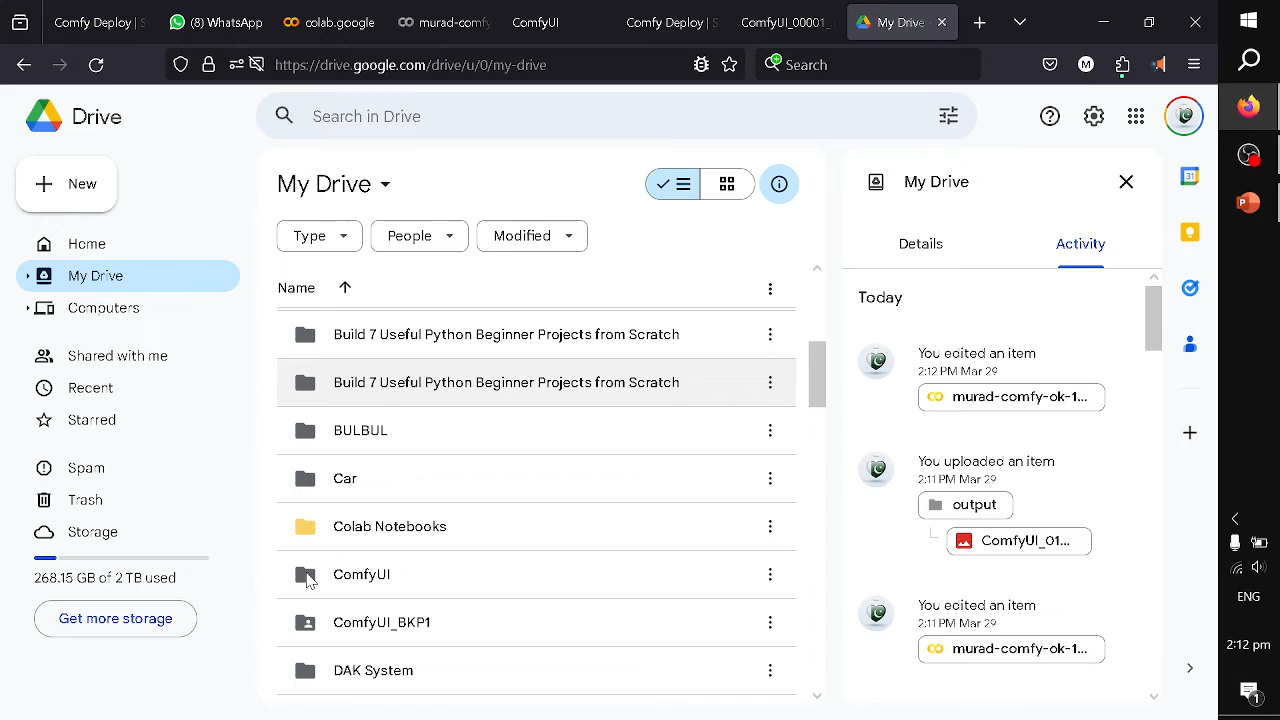 Comfy Deploy | S
(8) WhatsApp
colab.google
murad-comfy
ComfyUI
Comfy Deploy | S
ComfyUI_00001_
My Drive -
https://drive.google.com/drive/u/0/my-drive
Search
M
Drive
Search in Drive
New
Home
My Drive
Computers
Shared with me
Recent
Starred
Spam
Trash
Storage
268.15 GB of 2 TB used
Get more storage
My Drive
Type
People
Modified
Name
Build 7 Useful Python Beginner Projects from Scratch
Build 7 Useful Python Beginner Projects from Scratch
BULBUL
Car
Colab Notebooks
ComfyUI
ComfyUI_BKP1
DAK System
My Drive
Details
Activity
Today
You edited an item
2:12 PM Mar 29
murad-comfy-ok-1...
You uploaded an item
2:11 PM Mar 29
output
ComfyUI_01...
You edited an item
2:11 PM Mar 29
murad-comfy-ok-1...
31
ENG
2:12 pm
1